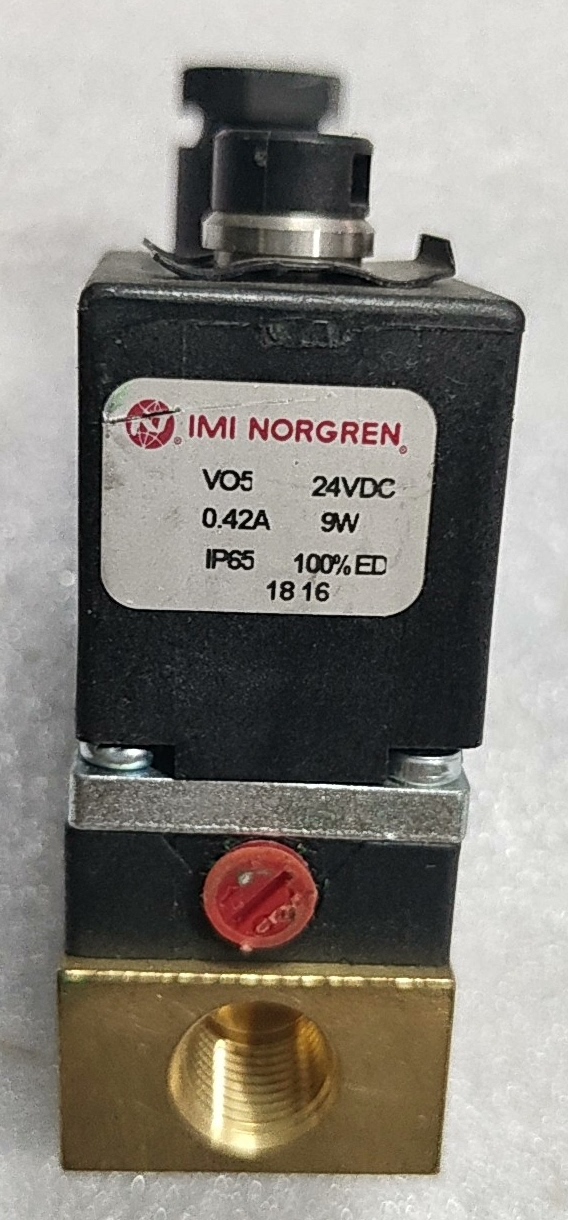 IMI NORGREN
VO5 24VDC
0.42A 9W
IP65 100% ED
18 16